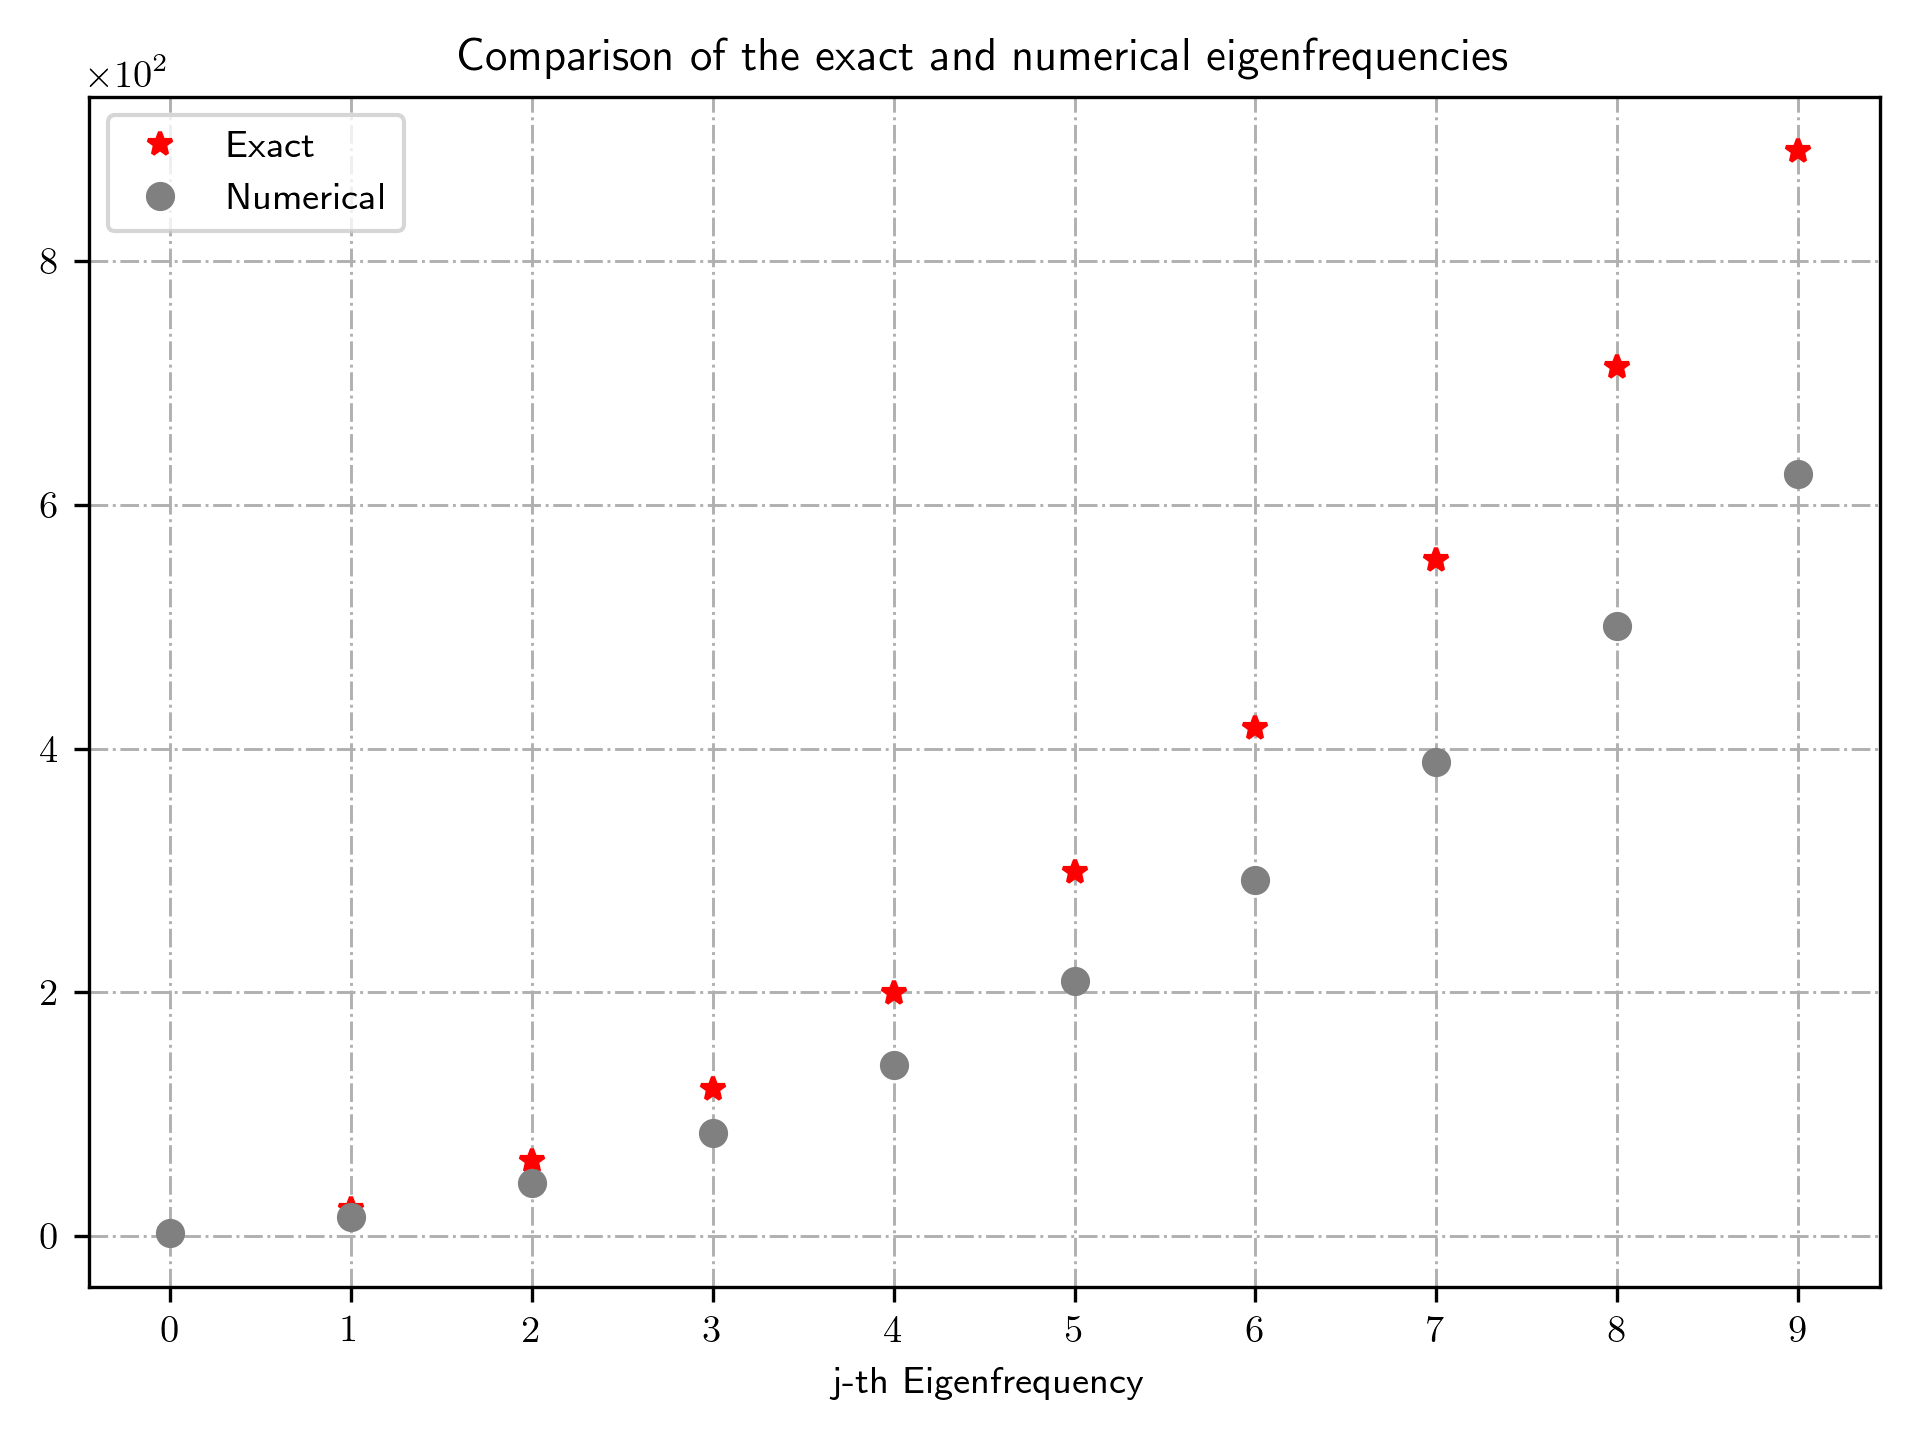 Comparison of the exact and numerical eigenfrequencies
×10²
Exact
Numerical
8
6
4
2
0
0 1 2 3 4 5 6 7 8 9
j-th Eigenfrequency